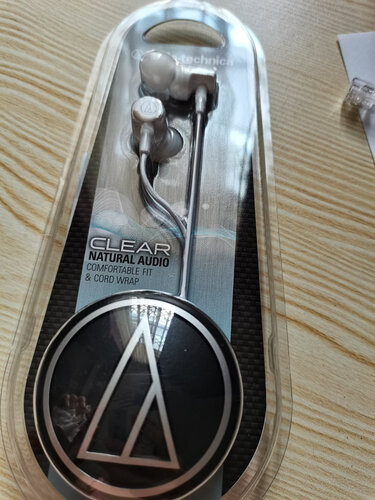 technica
CLEAR
NATURAL AUDIO
COMFORTABLE FIT
& CORD WRAP